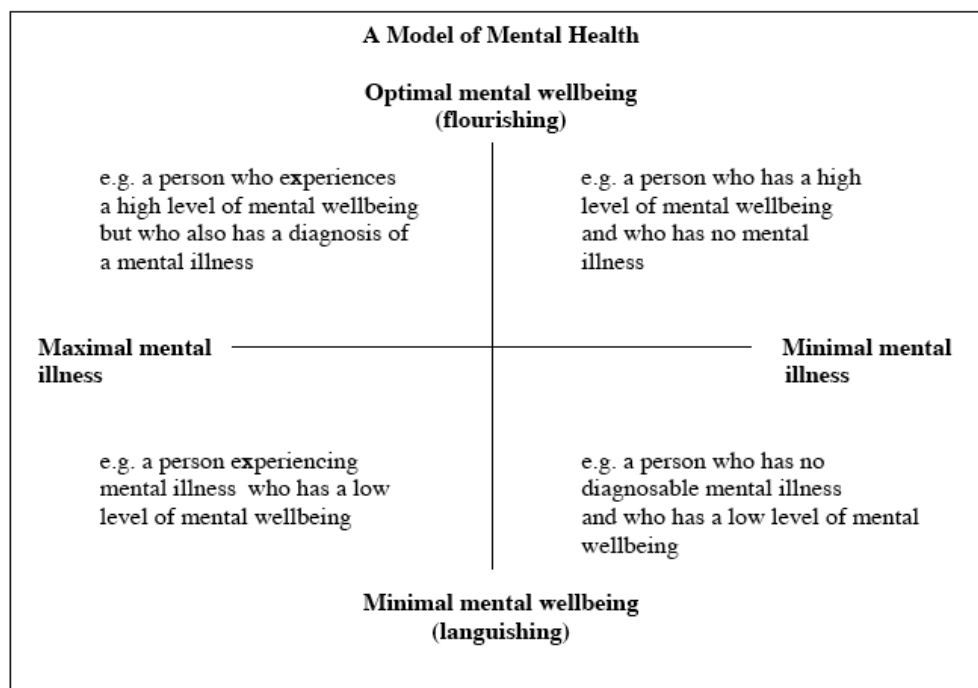 A Model of Mental Health
Optimal mental wellbeing
(flourishing)
e.g. a person who experiences
a high level of mental wellbeing
but who also has a diagnosis of
a mental illness
e.g. a person who has a high
level of mental wellbeing
and who has no mental
illness
Maximal mental
illness
Minimal mental
illness
e.g. a person experiencing
mental illness who has a low
level of mental wellbeing
e.g. a person who has no
diagnosable mental illness
and who has a low level of mental
wellbeing
Minimal mental wellbeing
(languishing)